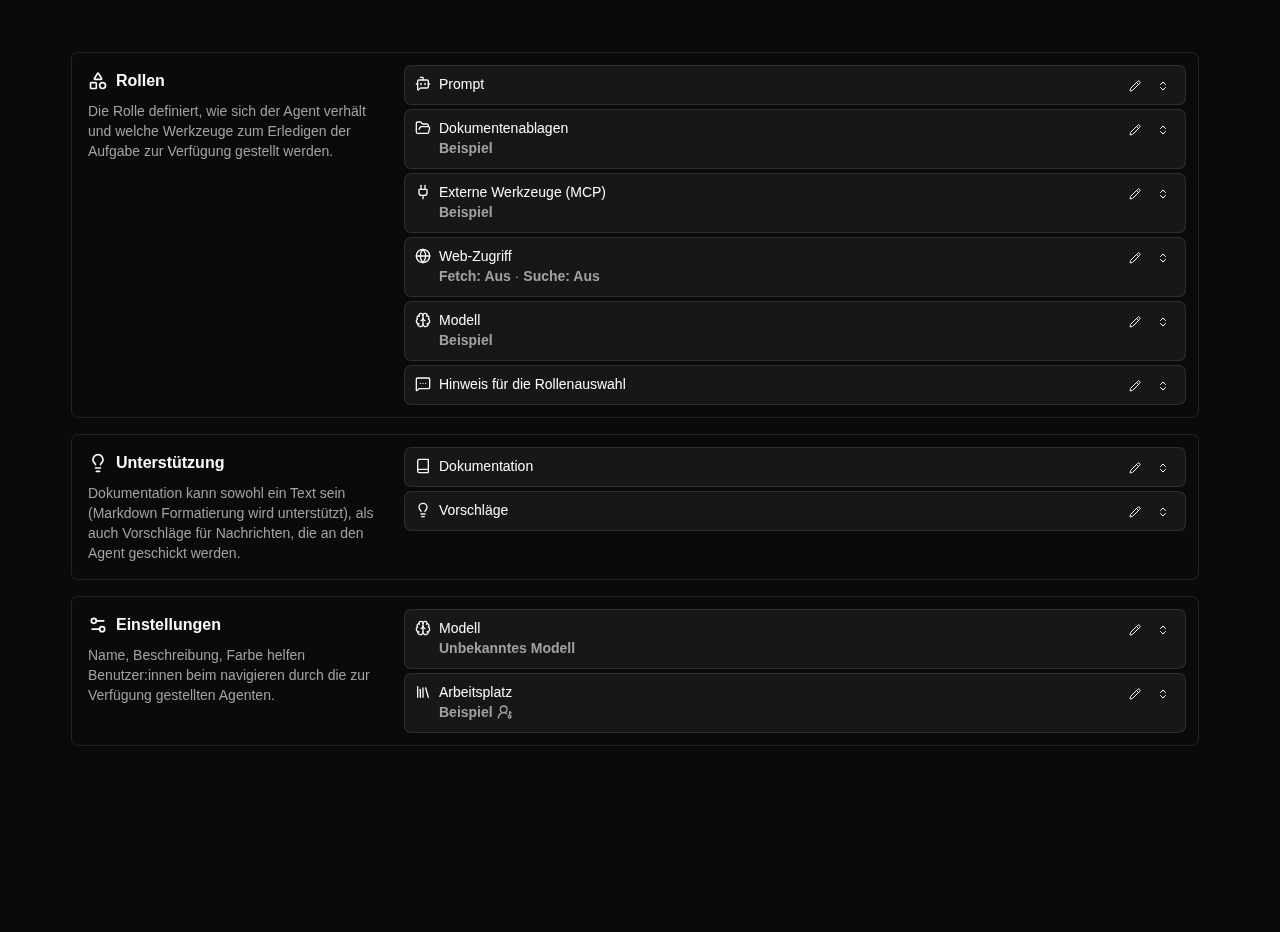 Rollen
Die Rolle definiert, wie sich der Agent verhält
und welche Werkzeuge zum Erledigen der
Aufgabe zur Verfügung gestellt werden.
Prompt
Dokumentenablagen
Beispiel
Externe Werkzeuge (MCP)
Beispiel
Web-Zugriff
Fetch: Aus · Suche: Aus
Modell
Beispiel
Hinweis für die Rollenauswahl
Unterstützung
Dokumentation kann sowohl ein Text sein
(Markdown Formatierung wird unterstützt), als
auch Vorschläge für Nachrichten, die an den
Agent geschickt werden.
Dokumentation
Vorschläge
Einstellungen
Name, Beschreibung, Farbe helfen
Benutzer:innen beim navigieren durch die zur
Verfügung gestellten Agenten.
Modell
Unbekanntes Modell
Arbeitsplatz
Beispiel